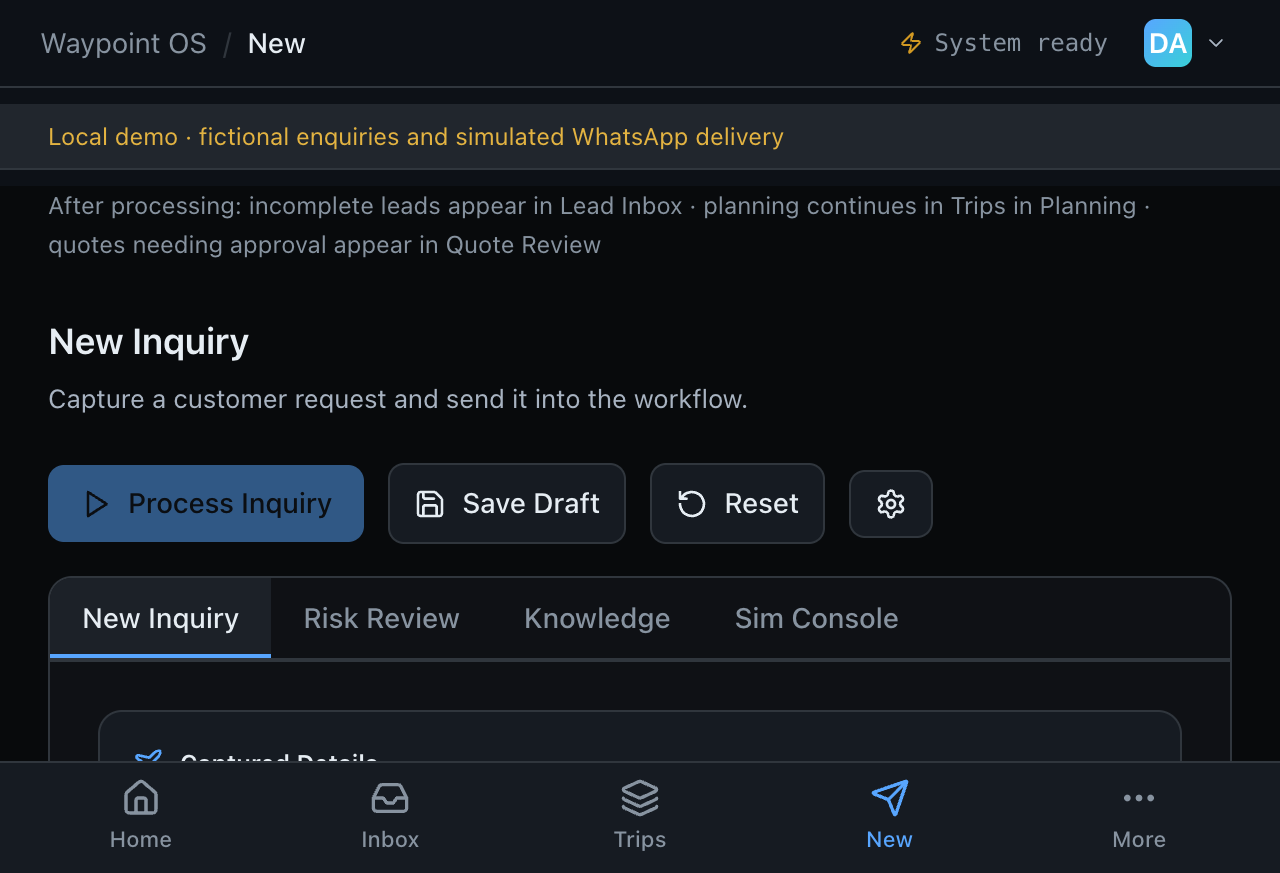 Waypoint OS / New
System ready
DA
Local demo · fictional enquiries and simulated WhatsApp delivery
After processing: incomplete leads appear in Lead Inbox · planning continues in Trips in Planning ·
quotes needing approval appear in Quote Review
New Inquiry
Capture a customer request and send it into the workflow.
Process Inquiry
Save Draft
Reset
New Inquiry
Risk Review
Knowledge
Sim Console
Captured Details
Home
Inbox
Trips
New
More